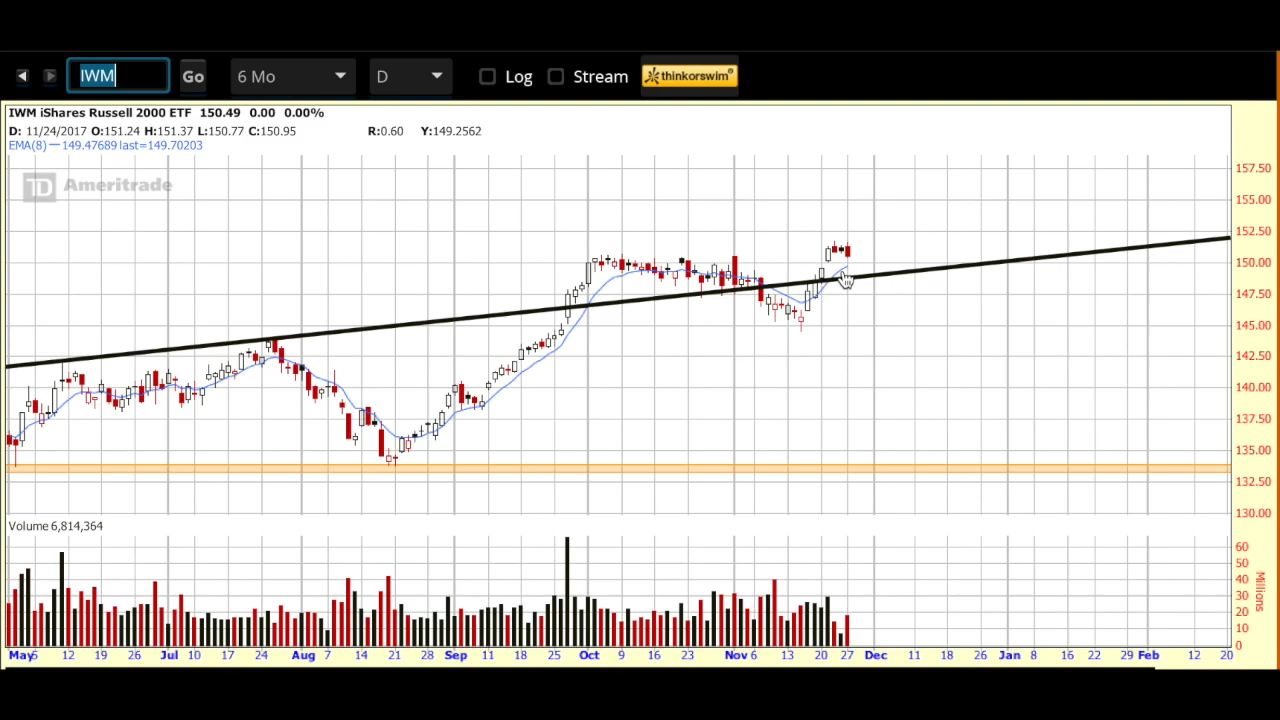 IWM Go 6 Mo D Log Stream thinkorswim®
IWM iShares Russell 2000 ETF 150.49 0.00 0.00%
D: 11/24/2017 O:151.24 H:151.37 L:150.77 C:150.95 R:0.60 Y:149.2562
EMA(8) — 149.47689 last=149.70203
TD Ameritrade
157.50
155.00
152.50
150.00
147.50
145.00
142.50
140.00
137.50
135.00
132.50
130.00
Volume 6,814,364
60
50
40
30
20
10
0
Millions
May 12 19 26 Jul 10 17 24 Aug 7 14 21 28 Sep 11 18 25 Oct 9 16 23 Nov 6 13 20 27 Dec 11 18 26 Jan 8 16 22 29 Feb 12 20